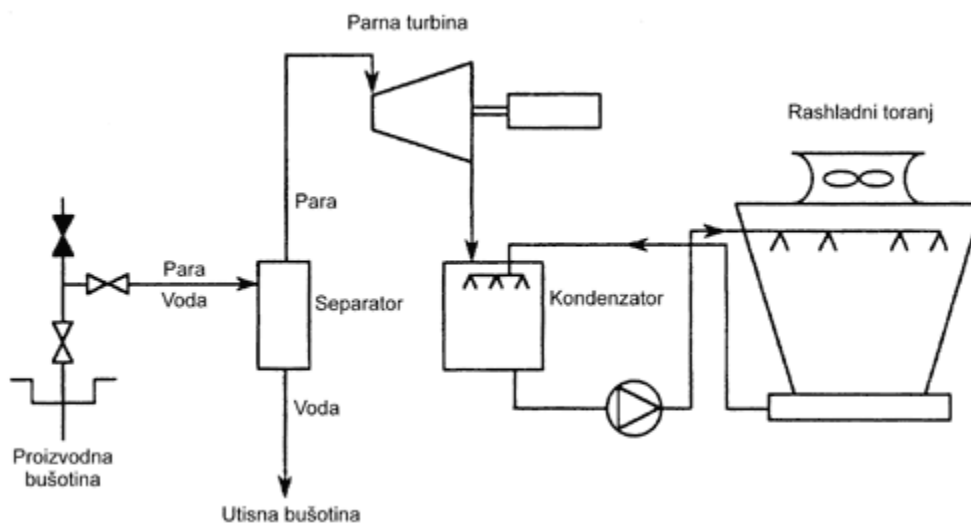 Parna turbina
Rashladni toranj
Para
Para
Voda
Separator
Kondenzator
Voda
Proizvodna
bušotina
Utisna bušotina